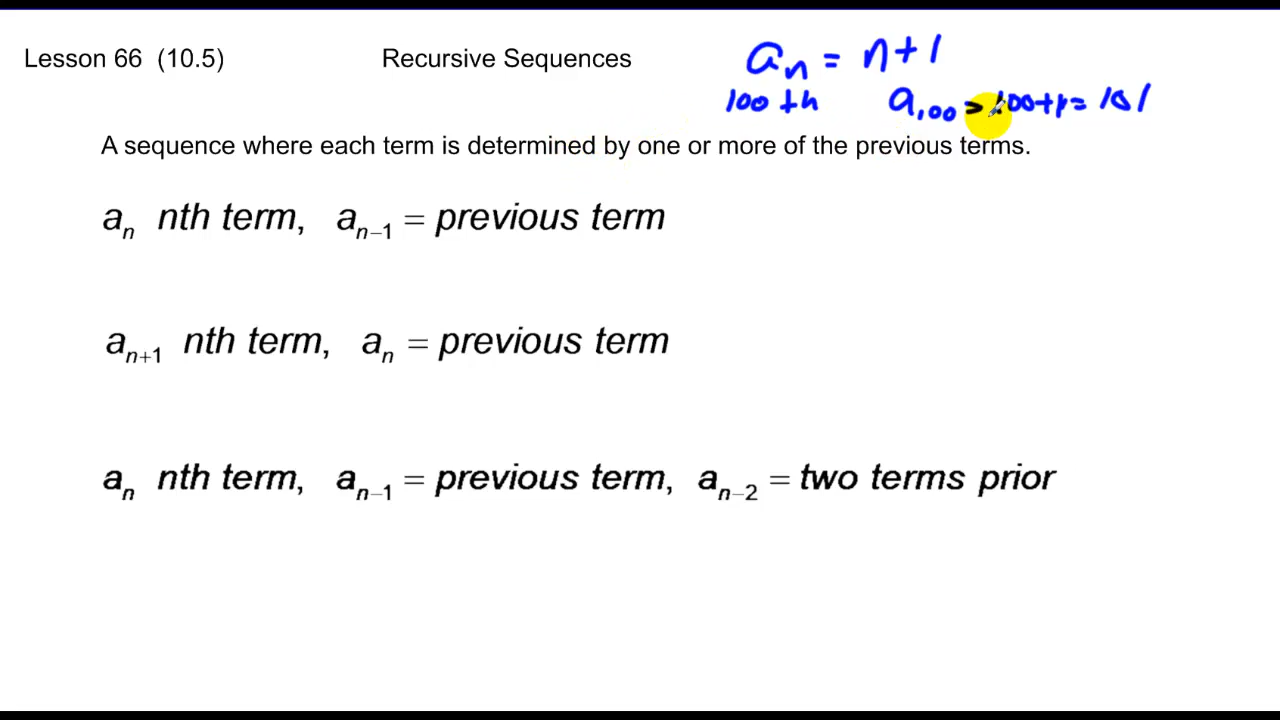 Lesson 66 (10.5) Recursive Sequences aₙ = n+1
100th a₁₀₀ = 100+1 = 101
A sequence where each term is determined by one or more of the previous terms.
aₙ nth term, aₙ₋₁ = previous term
aₙ₊₁ nth term, aₙ = previous term
aₙ nth term, aₙ₋₁ = previous term, aₙ₋₂ = two terms prior